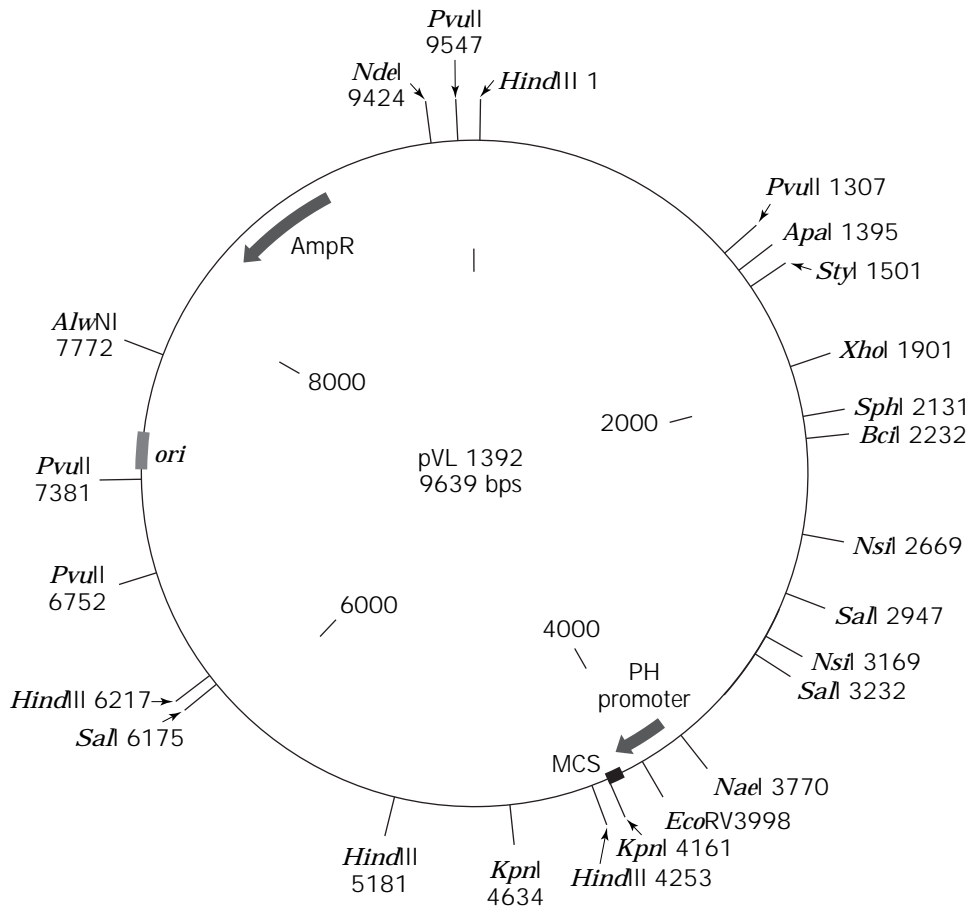 PvuII
9547
NdeI
9424
HindIII 1
PvuII 1307
ApaI 1395
StyI 1501
AmpR
AlwNI
7772
XhoI 1901
8000
2000
SphI 2131
BciI 2232
ori
pVL 1392
9639 bps
PvuII
7381
NsiI 2669
PvuII
6752
6000
4000
SalI 2947
NsiI 3169
PH
promoter
SalI 3232
HindIII 6217
SalI 6175
MCS
NaeI 3770
EcoRV3998
KpnI 4161
HindIII
5181
KpnI
4634
HindIII 4253